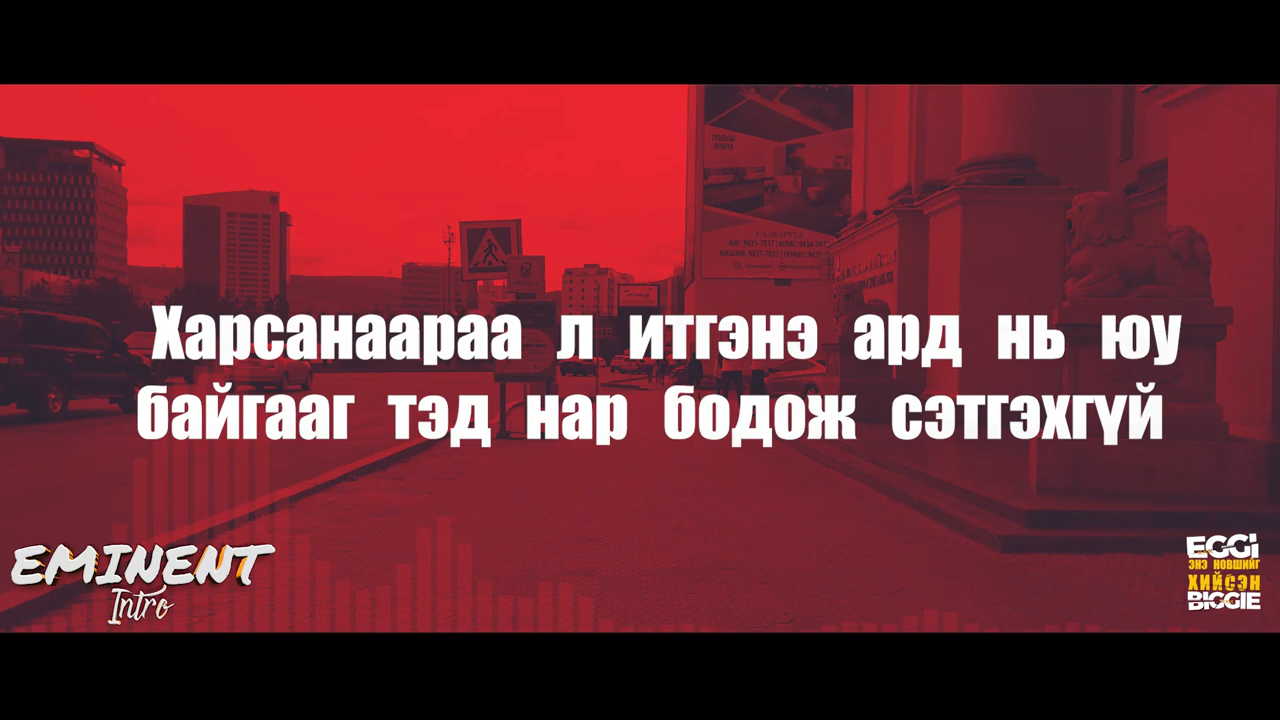 Харсанаараа л итгэнэ ард нь юу
байгааг тэд нар бодож сэтгэхгүй
EMINENT
Intro
EGGI
ЭНЭ НОВШИЙГ
ХИЙСЭН
BIGGIE